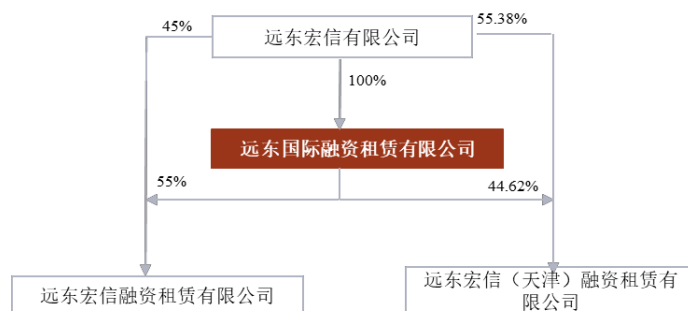 45%
远东宏信有限公司
55.38%
100%
远东国际融资租赁有限公司
55%
44.62%
远东宏信融资租赁有限公司
远东宏信（天津）融资租赁有
限公司